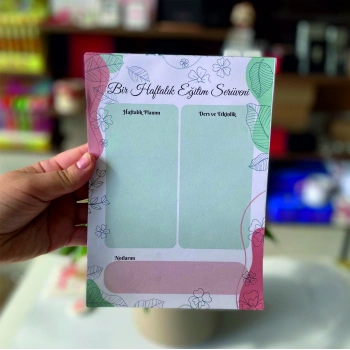 Bir Haftalık Eğitim Serüveni
Haftalık Planım
Ders ve Etkinlik
Notlarım